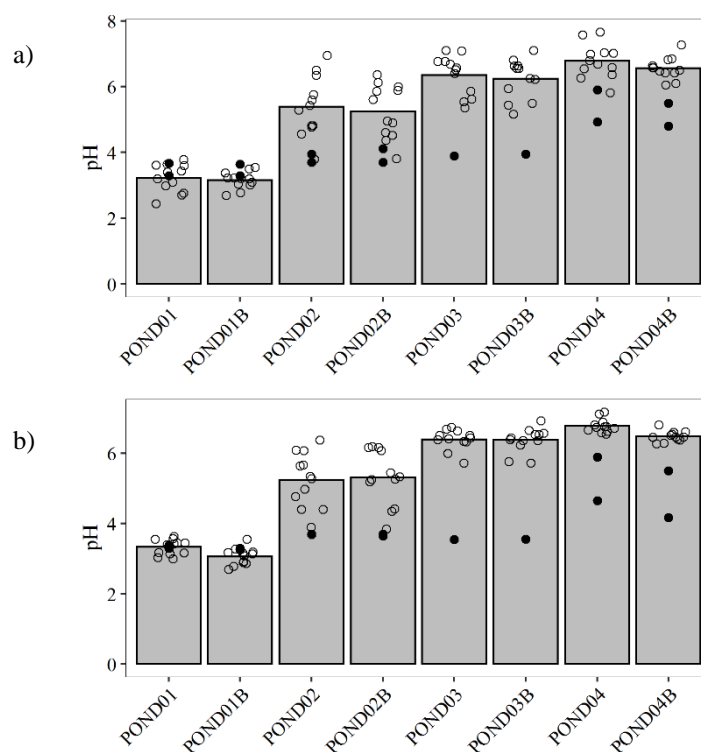 a)
8
6
4
2
0
pH
POND01
POND01B
POND02
POND02B
POND03
POND03B
POND04
POND04B
b)
6
4
2
0
pH
POND01
POND01B
POND02
POND02B
POND03
POND03B
POND04
POND04B